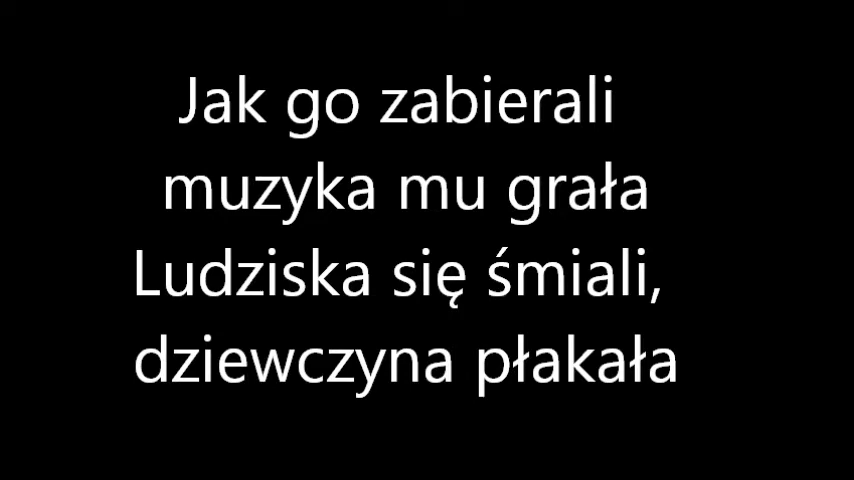 Jak go zabierali
muzyka mu grała
Ludziska się śmiali,
dziewczyna płakała